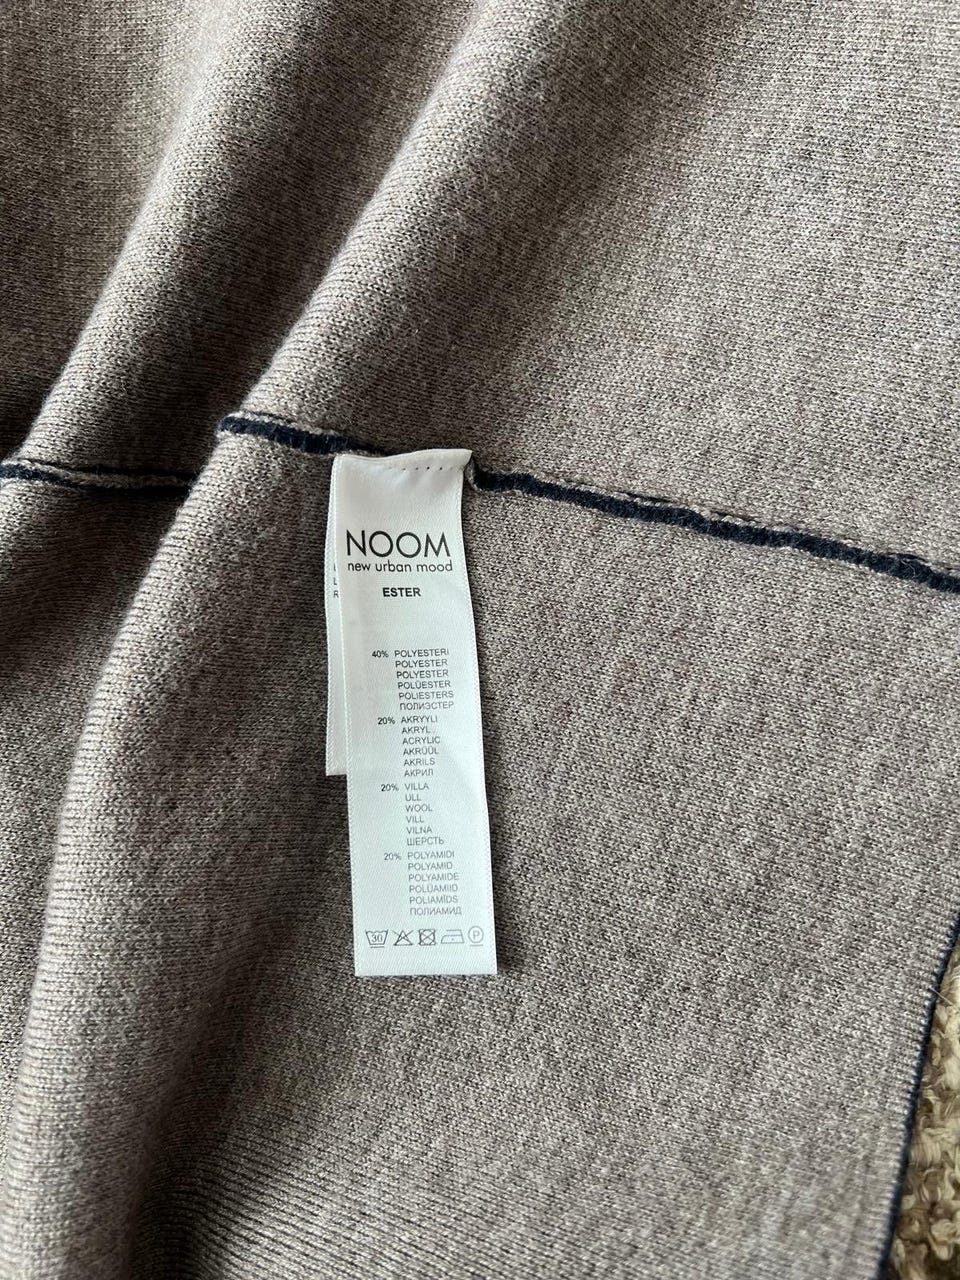 NOOM
new urban mood
ESTER
40% POLYESTERI
POLYESTER
POLYESTER
POLÜESTER
POLIESTERS
ПОЛИЭСТЕР
20% AKRYYLI
AKRYL
ACRYLIC
AKRÜÜL
AKRILS
АКРИЛ
20% VILLA
ULL
WOOL
VILL
VILNA
ШЕРСТЬ
20% POLYAMIDI
POLYAMID
POLYAMIDE
POLÜAMIID
POLIAMĪDS
ПОЛИАМИД
30 P